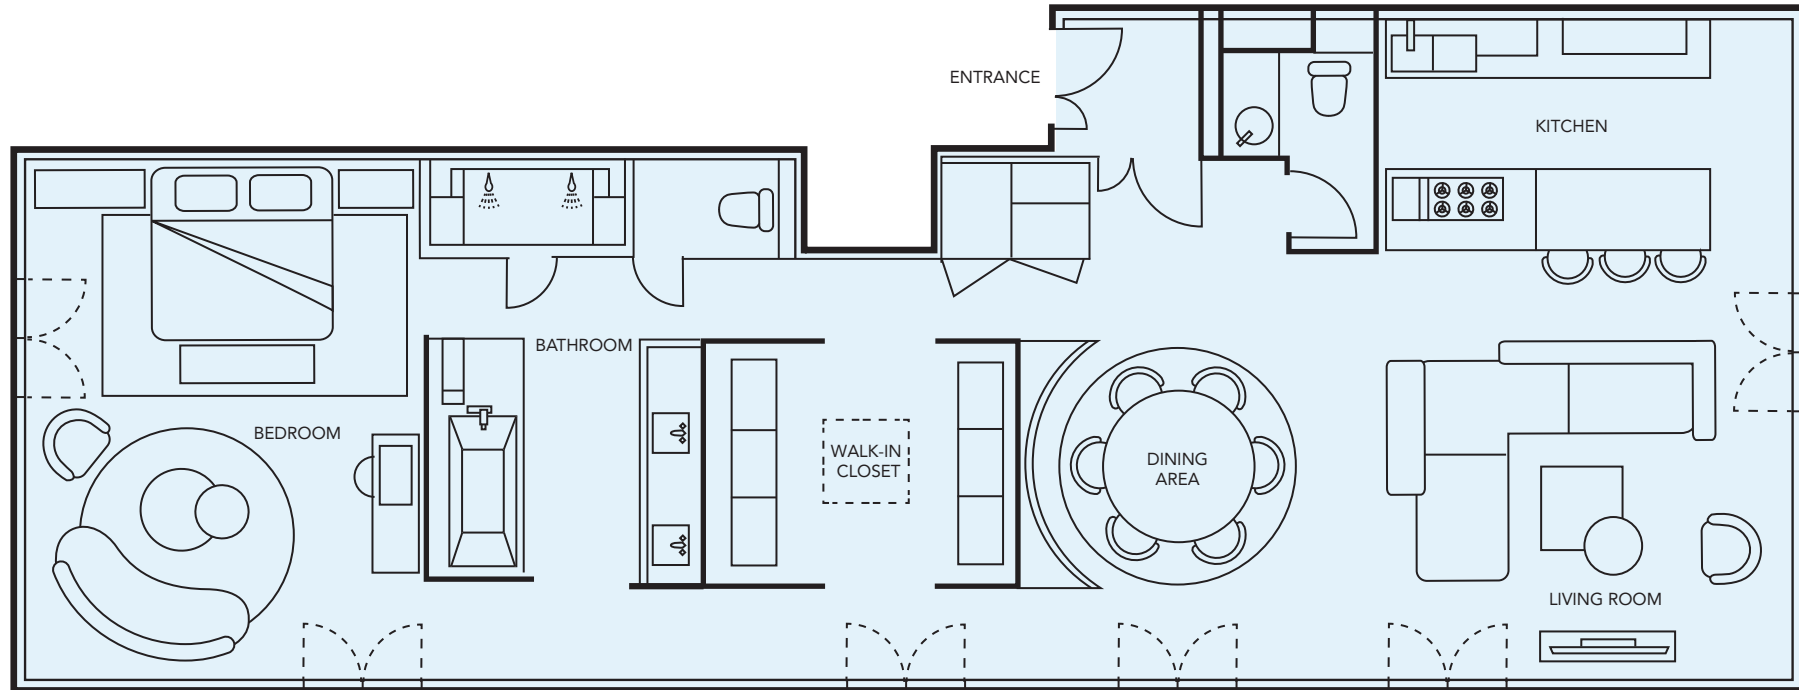 ENTRANCE
KITCHEN
BATHROOM
BEDROOM
WALK-IN
CLOSET
DINING
AREA
LIVING ROOM